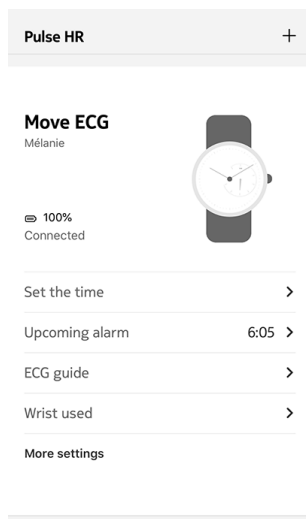 Pulse HR
Move ECG
Mélanie
100%
Connected
Set the time
Upcoming alarm 6:05
ECG guide
Wrist used
More settings